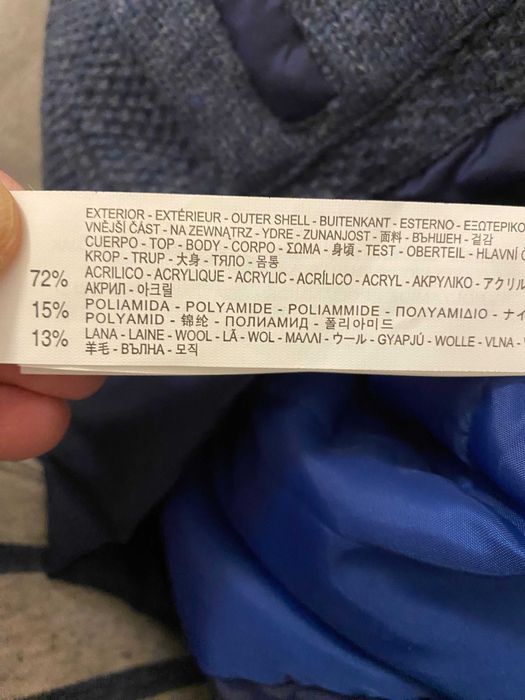 EXTERIOR - EXTÉRIEUR - OUTER SHELL - BUITENKANT - ESTERNO - ΕΞΩΤΕΡΙΚΟ
VNĚJŠÍ ČÁST - NA ZEWNĄTRZ - YDRE - ZUNANJOST - 面料 - ВЪНШЕН - 겉감
CUERPO - TOP - BODY - CORPO - ΣΩΜΑ - 身頃 - TEST - OBERTEIL - HLAVNÍ
KROP - TRUP - 大身 - ТЯЛО - 몸통
72% ACRILICO - ACRYLIQUE - ACRYLIC - ACRÍLICO - ACRYL - ΑΚΡΥΛΙΚΟ - アクリル
АКРИЛ - 아크릴
15% POLIAMIDA - POLYAMIDE - POLIAMMIDE - ΠΟΛΥΑΜΙΔΙΟ - ナイ
POLYAMID - 锦纶 - ПОЛИАМИД - 폴리아미드
13% LANA - LAINE - WOOL - LÃ - WOL - ΜΑΛΛΙ - ウール - GYAPJÚ - WOLLE - VLNA -
羊毛 - ВЪЛНА - 모직